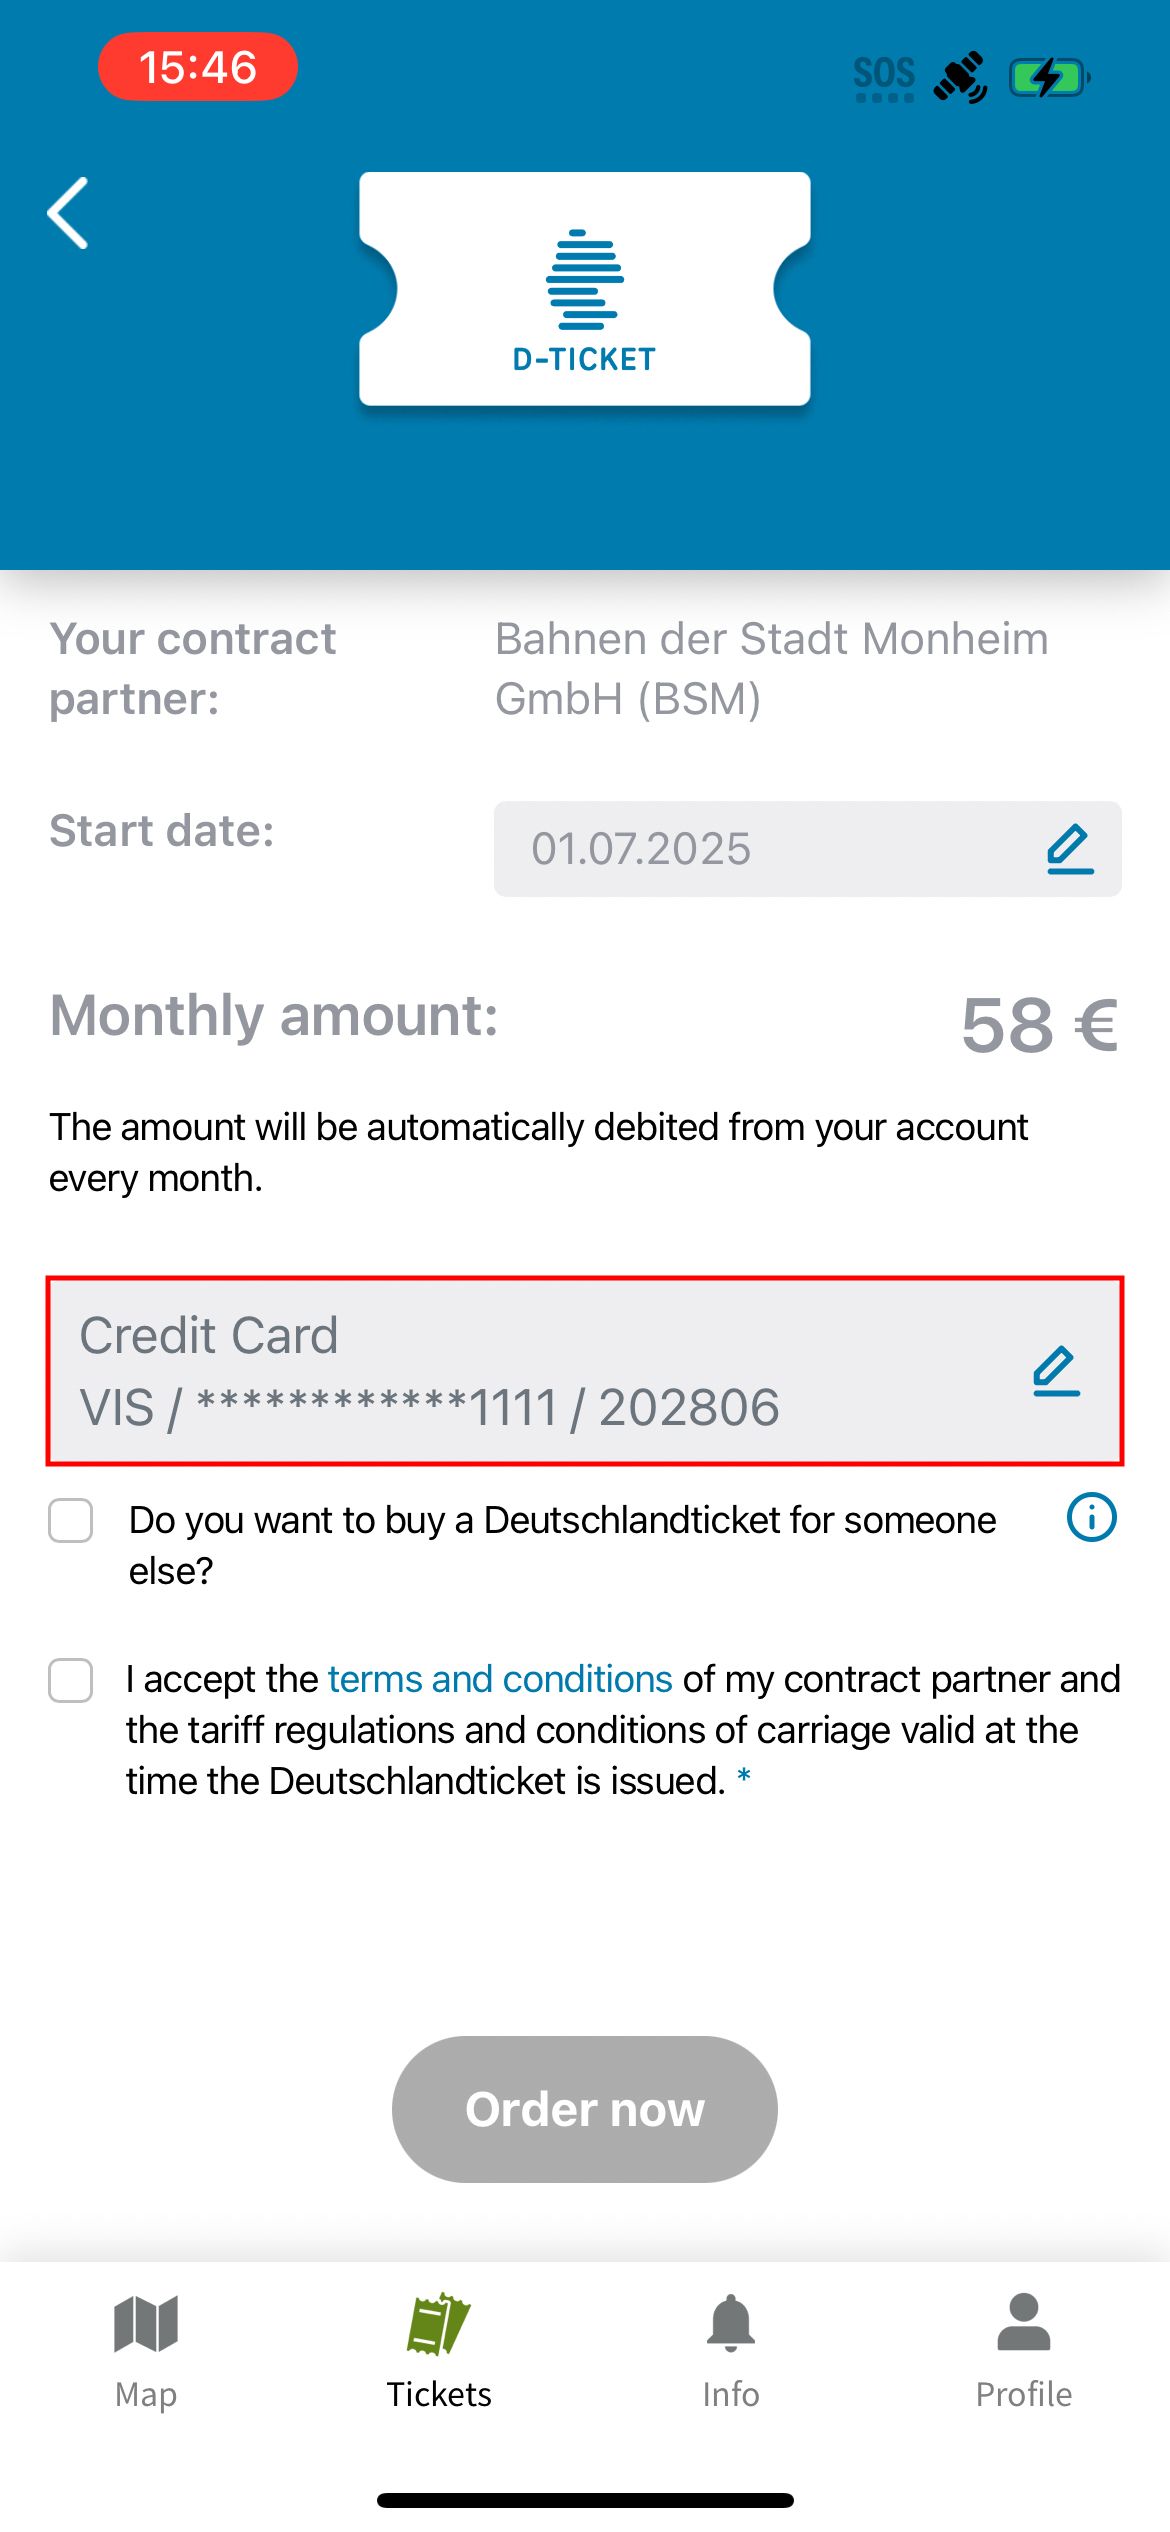 15:46
SOS
D-TICKET
Your contract
partner:
Bahnen der Stadt Monheim
GmbH (BSM)
Start date:
01.07.2025
Monthly amount:
58 €
The amount will be automatically debited from your account
every month.
Credit Card
VIS / ************1111 / 202806
Do you want to buy a Deutschlandticket for someone
else?
I accept the terms and conditions of my contract partner and
the tariff regulations and conditions of carriage valid at the
time the Deutschlandticket is issued. *
Order now
Map
Tickets
Info
Profile